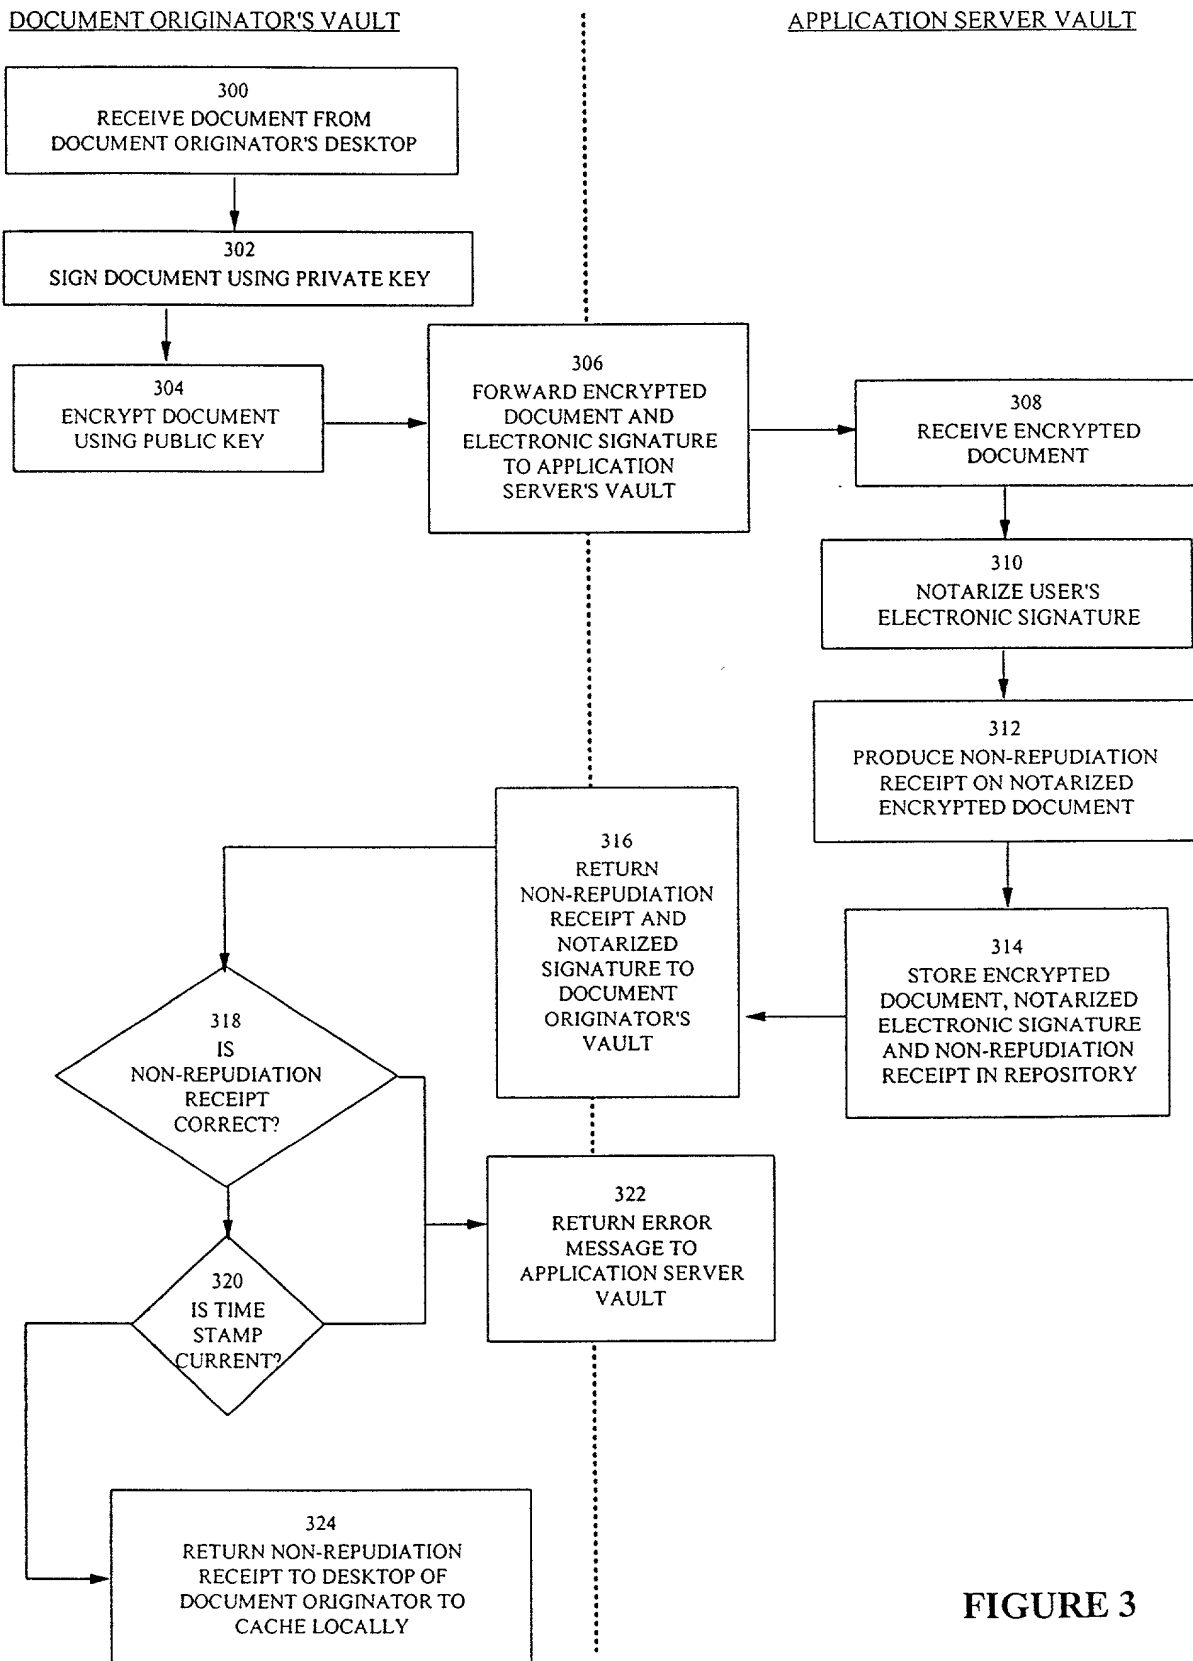 DOCUMENT ORIGINATOR'S VAULT
APPLICATION SERVER VAULT
300
RECEIVE DOCUMENT FROM
DOCUMENT ORIGINATOR'S DESKTOP
302
SIGN DOCUMENT USING PRIVATE KEY
304
ENCRYPT DOCUMENT
USING PUBLIC KEY
306
FORWARD ENCRYPTED
DOCUMENT AND
ELECTRONIC SIGNATURE
TO APPLICATION
SERVER'S VAULT
308
RECEIVE ENCRYPTED
DOCUMENT
310
NOTARIZE USER'S
ELECTRONIC SIGNATURE
312
PRODUCE NON-REPUDIATION
RECEIPT ON NOTARIZED
ENCRYPTED DOCUMENT
314
STORE ENCRYPTED
DOCUMENT, NOTARIZED
ELECTRONIC SIGNATURE
AND NON-REPUDIATION
RECEIPT IN REPOSITORY
316
RETURN
NON-REPUDIATION
RECEIPT AND
NOTARIZED
SIGNATURE TO
DOCUMENT
ORIGINATOR'S
VAULT
318
IS
NON-REPUDIATION
RECEIPT
CORRECT?
320
IS TIME
STAMP
CURRENT?
322
RETURN ERROR
MESSAGE TO
APPLICATION SERVER
VAULT
324
RETURN NON-REPUDIATION
RECEIPT TO DESKTOP OF
DOCUMENT ORIGINATOR TO
CACHE LOCALLY
FIGURE 3